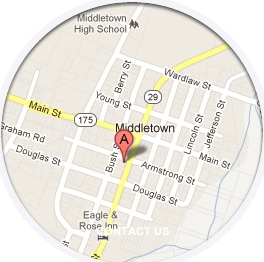 Middletown
High School
Wardlaw St
Berry St
Young St
29
Main St
175
Middletown
Lincoln St
Jefferson St
Graham Rd
Bush St
A
Main St
Douglas St
Armstrong St
Douglas St
Eagle &
Rose Inn
CONTACT US